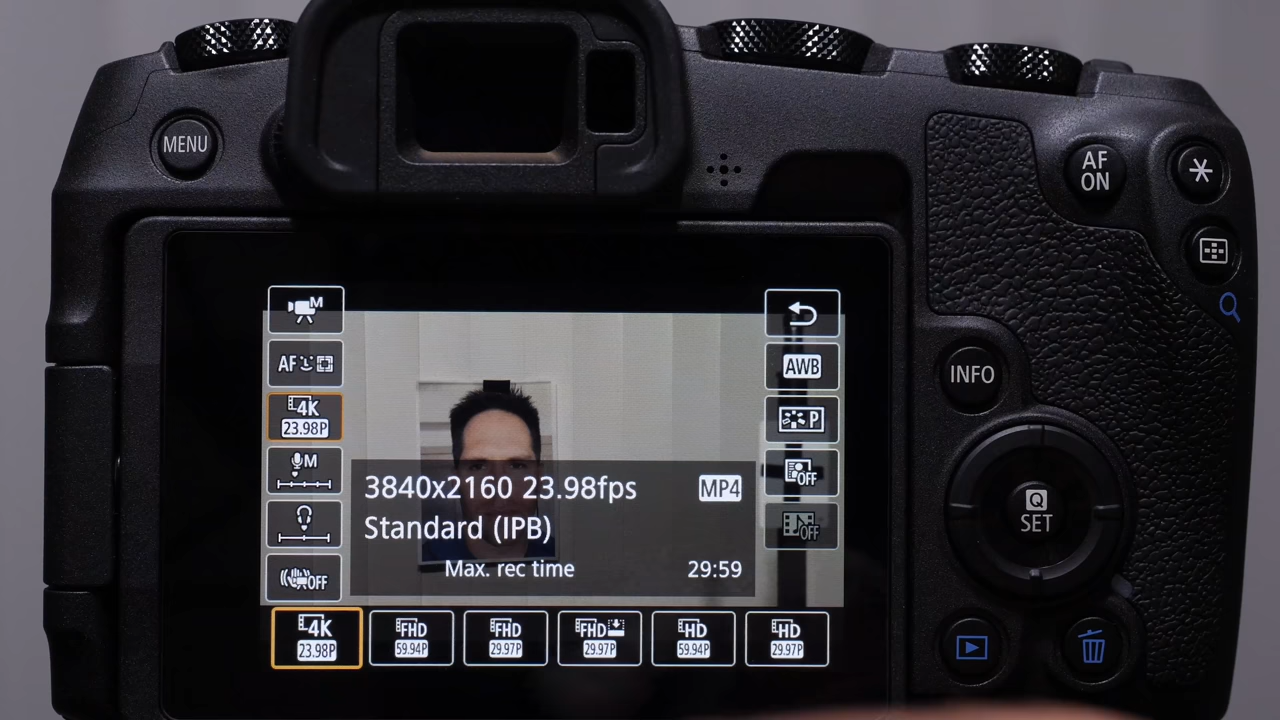 MENU
AF
ON
INFO
Q
SET
M
AF
4K
23.98P
M
OFF
AWB
P
OFF
OFF
3840x2160 23.98fps MP4
Standard (IPB)
Max. rec time 29:59
4K
23.98P
FHD
59.94P
FHD
29.97P
FHD
29.97P
HD
59.94P
HD
29.97P